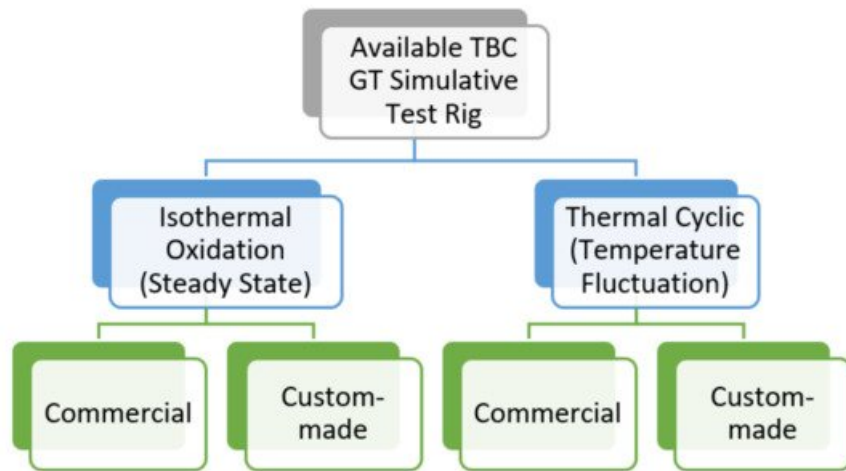 Available TBC
GT Simulative
Test Rig
Isothermal
Oxidation
(Steady State)
Thermal Cyclic
(Temperature
Fluctuation)
Commercial
Custom-
made
Commercial
Custom-
made